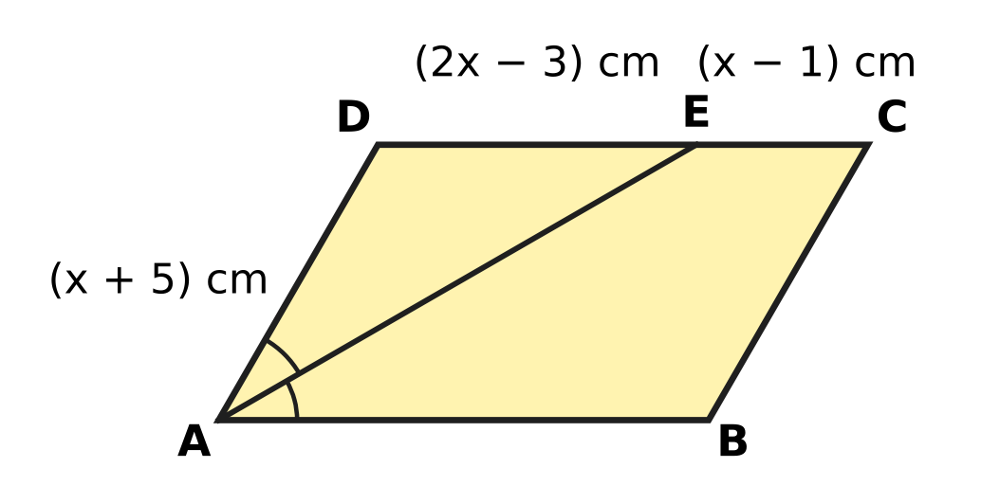 (2x − 3) cm (x − 1) cm
D E C
(x + 5) cm
A B